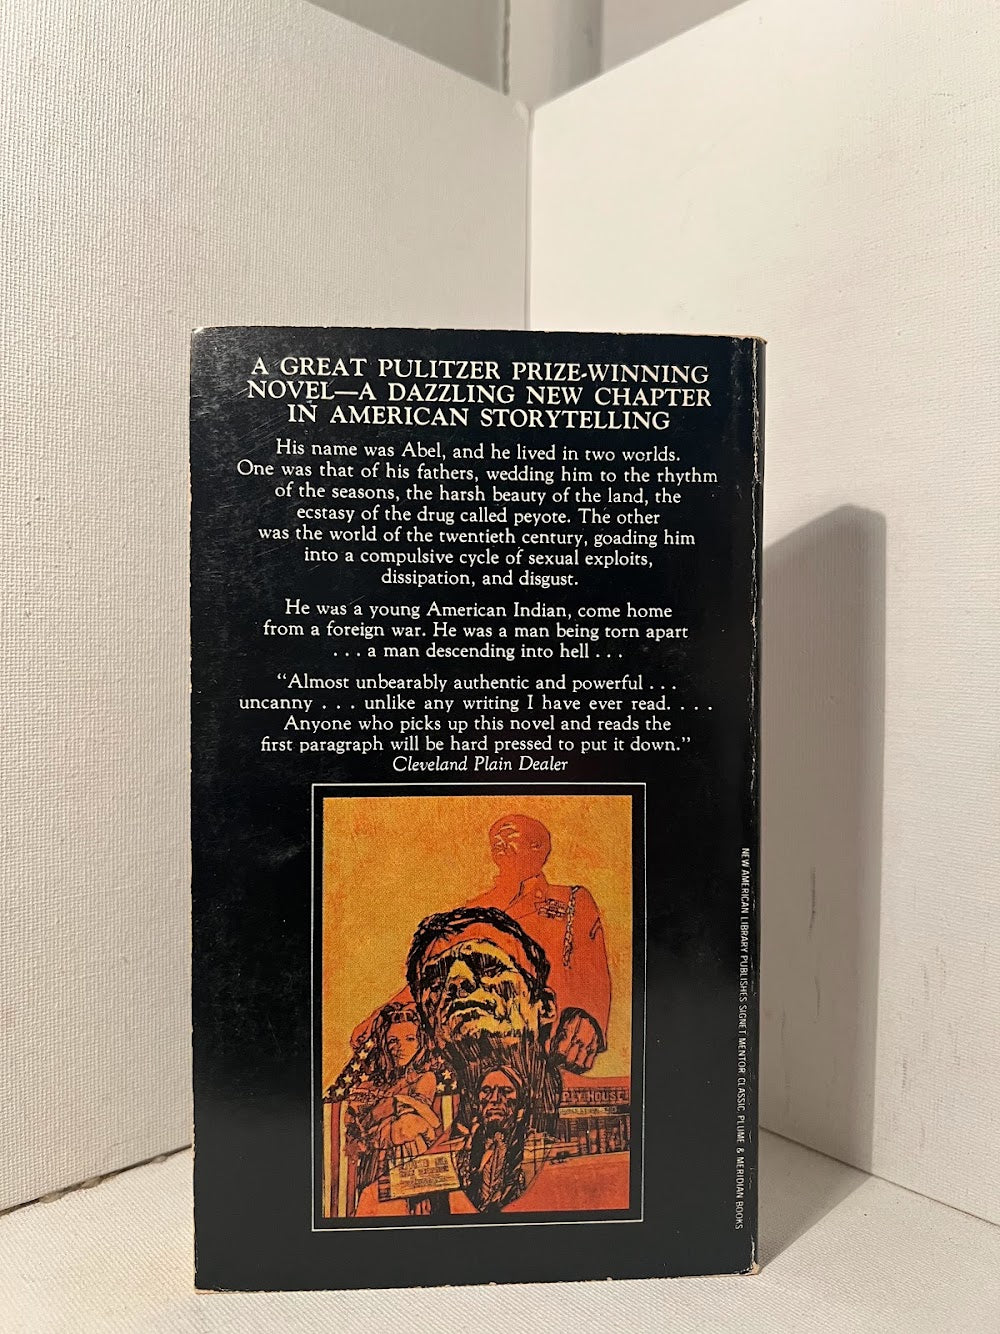 A GREAT PULITZER PRIZE-WINNING
NOVEL—A DAZZLING NEW CHAPTER
IN AMERICAN STORYTELLING
His name was Abel, and he lived in two worlds.
One was that of his fathers, wedding him to the rhythm
of the seasons, the harsh beauty of the land, the
ecstasy of the drug called peyote. The other
was the world of the twentieth century, goading him
into a compulsive cycle of sexual exploits,
dissipation, and disgust.
He was a young American Indian, come home
from a foreign war. He was a man being torn apart
. . . a man descending into hell . . .
“Almost unbearably authentic and powerful . . .
uncanny . . . unlike any writing I have ever read. . . .
Anyone who picks up this novel and reads the
first paragraph will be hard pressed to put it down.”
Cleveland Plain Dealer
HOUSE
NEW AMERICAN LIBRARY PUBLISHES SIGNET, MENTOR, CLASSIC, PLUME & MERIDIAN BOOKS